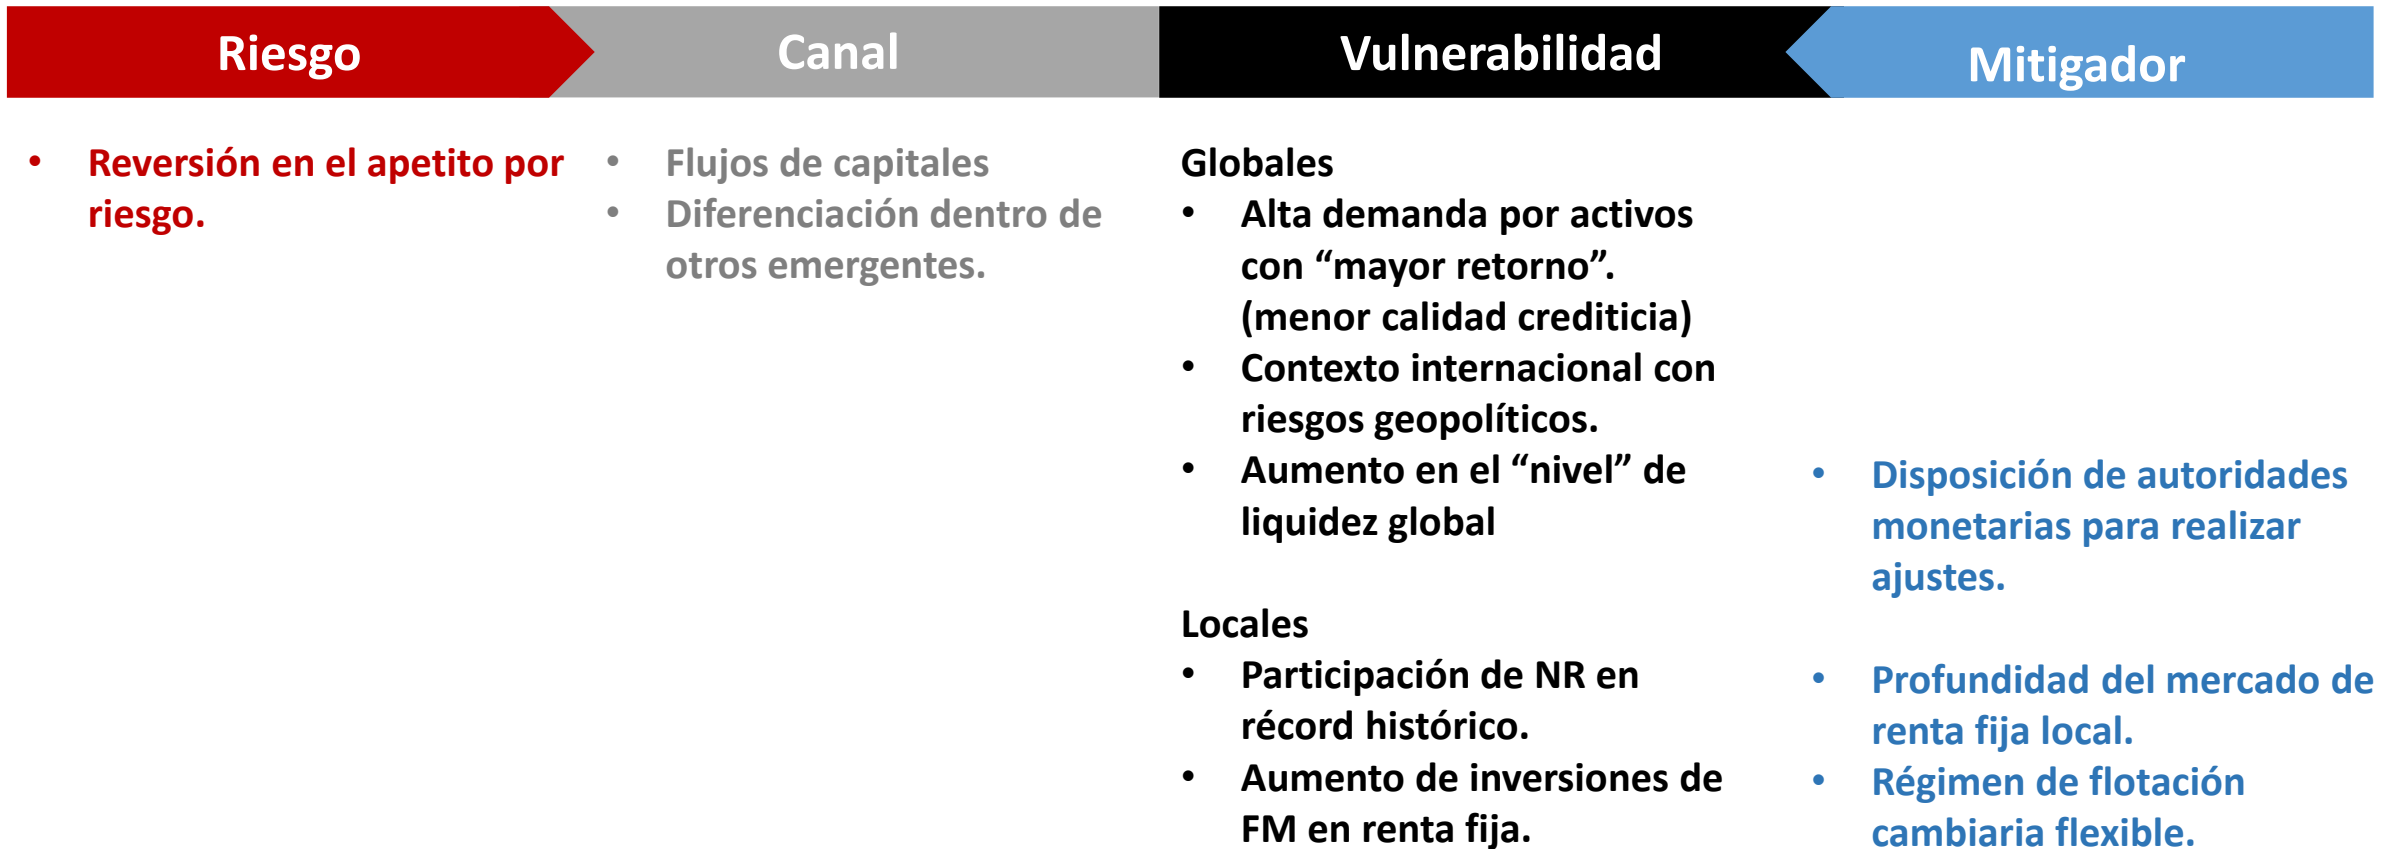 Riesgo
Canal
Vulnerabilidad
Mitigador
• Reversión en el apetito por
riesgo.
• Flujos de capitales
• Diferenciación dentro de
otros emergentes.
Globales
• Alta demanda por activos
con “mayor retorno”.
(menor calidad crediticia)
• Contexto internacional con
riesgos geopolíticos.
• Aumento en el “nivel” de
liquidez global
Locales
• Participación de NR en
récord histórico.
• Aumento de inversiones de
FM en renta fija.
• Disposición de autoridades
monetarias para realizar
ajustes.
• Profundidad del mercado de
renta fija local.
• Régimen de flotación
cambiaria flexible.